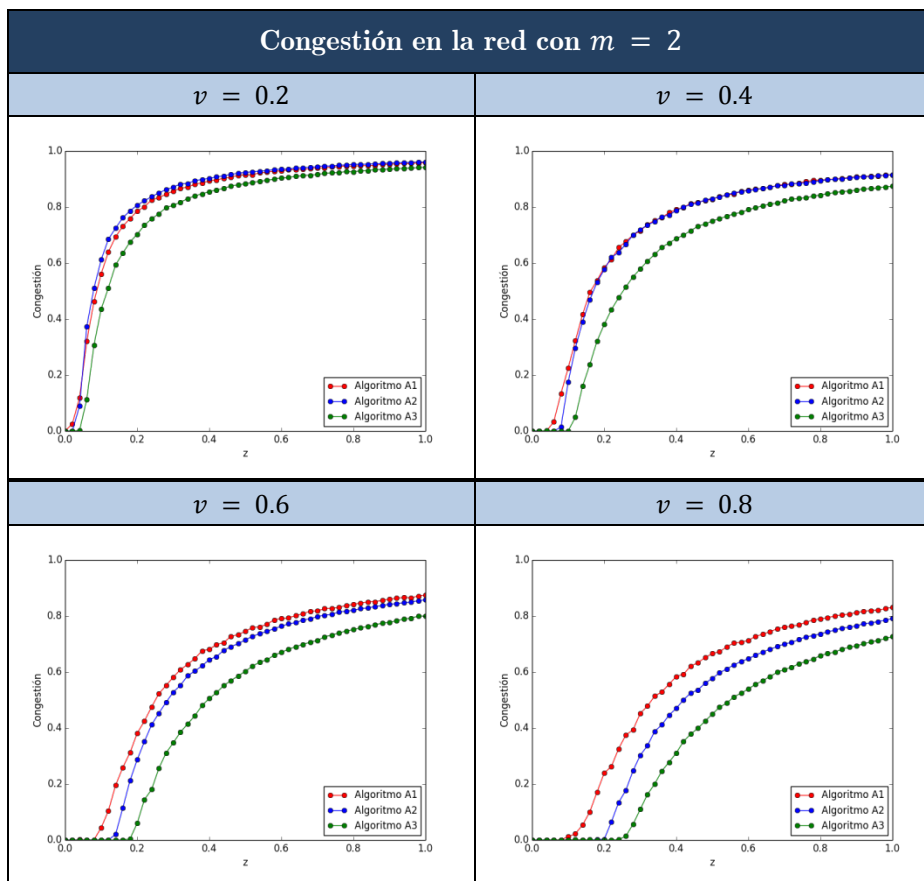 Congestión en la red con m = 2
v = 0.2
v = 0.4
1.0
0.8
0.6
0.4
0.2
0.0
Congestión
0.0 0.2 0.4 0.6 0.8 1.0
z
Algoritmo A1
Algoritmo A2
Algoritmo A3
1.0
0.8
0.6
0.4
0.2
0.0
Congestión
0.0 0.2 0.4 0.6 0.8 1.0
z
Algoritmo A1
Algoritmo A2
Algoritmo A3
v = 0.6
v = 0.8
1.0
0.8
0.6
0.4
0.2
0.0
Congestión
0.0 0.2 0.4 0.6 0.8 1.0
z
Algoritmo A1
Algoritmo A2
Algoritmo A3
1.0
0.8
0.6
0.4
0.2
0.0
Congestión
0.0 0.2 0.4 0.6 0.8 1.0
z
Algoritmo A1
Algoritmo A2
Algoritmo A3